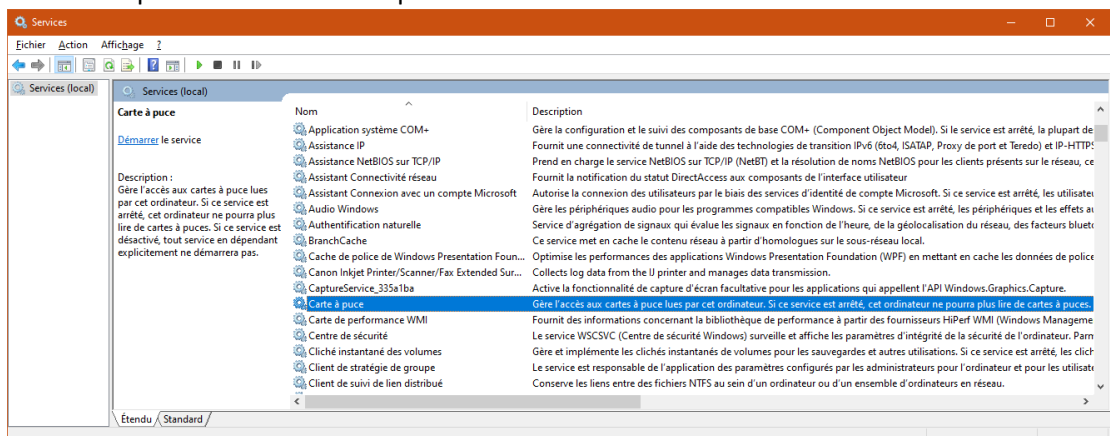 Services
Fichier Action Affichage ?
Services (local)
Services (local)
Carte à puce
Démarrer le service
Description :
Gère l'accès aux cartes à puce lues
par cet ordinateur. Si ce service est
arrêté, cet ordinateur ne pourra plus
lire de cartes à puces. Si ce service est
désactivé, tout service en dépendant
explicitement ne démarrera pas.
Nom Description
Application système COM+ Gère la configuration et le suivi des composants de base COM+ (Component Object Model). Si le service est arrêté, la plupart de
Assistance IP Fournit une connectivité de tunnel à l'aide des technologies de transition IPv6 (6to4, ISATAP, Proxy de port et Teredo) et IP-HTTPS
Assistance NetBIOS sur TCP/IP Prend en charge le service NetBIOS sur TCP/IP (NetBT) et la résolution de noms NetBIOS pour les clients présents sur le réseau, ce
Assistant Connectivité réseau Fournit la notification du statut DirectAccess aux composants de l'interface utilisateur
Assistant Connexion avec un compte Microsoft Autorise la connexion des utilisateurs par le biais des services d'identité de compte Microsoft. Si ce service est arrêté, les utilisateu
Audio Windows Gère les périphériques audio pour les programmes compatibles Windows. Si ce service est arrêté, les périphériques et les effets au
Authentification naturelle Service d'agrégation de signaux qui évalue les signaux en fonction de l'heure, de la géolocalisation du réseau, des facteurs blueto
BranchCache Ce service met en cache le contenu réseau à partir d'homologues sur le sous-réseau local.
Cache de police de Windows Presentation Foun... Optimise les performances des applications Windows Presentation Foundation (WPF) en mettant en cache les données de police
Canon Inkjet Printer/Scanner/Fax Extended Sur... Collects log data from the IJ printer and manages data transmission.
CaptureService_335a1ba Active la fonctionnalité de capture d'écran facultative pour les applications qui appellent l'API Windows.Graphics.Capture.
Carte à puce Gère l'accès aux cartes à puce lues par cet ordinateur. Si ce service est arrêté, cet ordinateur ne pourra plus lire de cartes à puces.
Carte de performance WMI Fournit des informations concernant la bibliothèque de performance à partir des fournisseurs HiPerf WMI (Windows Manageme
Centre de sécurité Le service WSCSVC (Centre de sécurité Windows) surveille et affiche les paramètres d'intégrité de la sécurité de l'ordinateur. Parm
Cliché instantané des volumes Gère et implémente les clichés instantanés de volumes pour les sauvegardes et autres utilisations. Si ce service est arrêté, les clich
Client de stratégie de groupe Le service est responsable de l'application des paramètres configurés par les administrateurs pour l'ordinateur et pour les utilisate
Client de suivi de lien distribué Conserve les liens entre des fichiers NTFS au sein d'un ordinateur ou d'un ensemble d'ordinateurs en réseau.
Étendu Standard